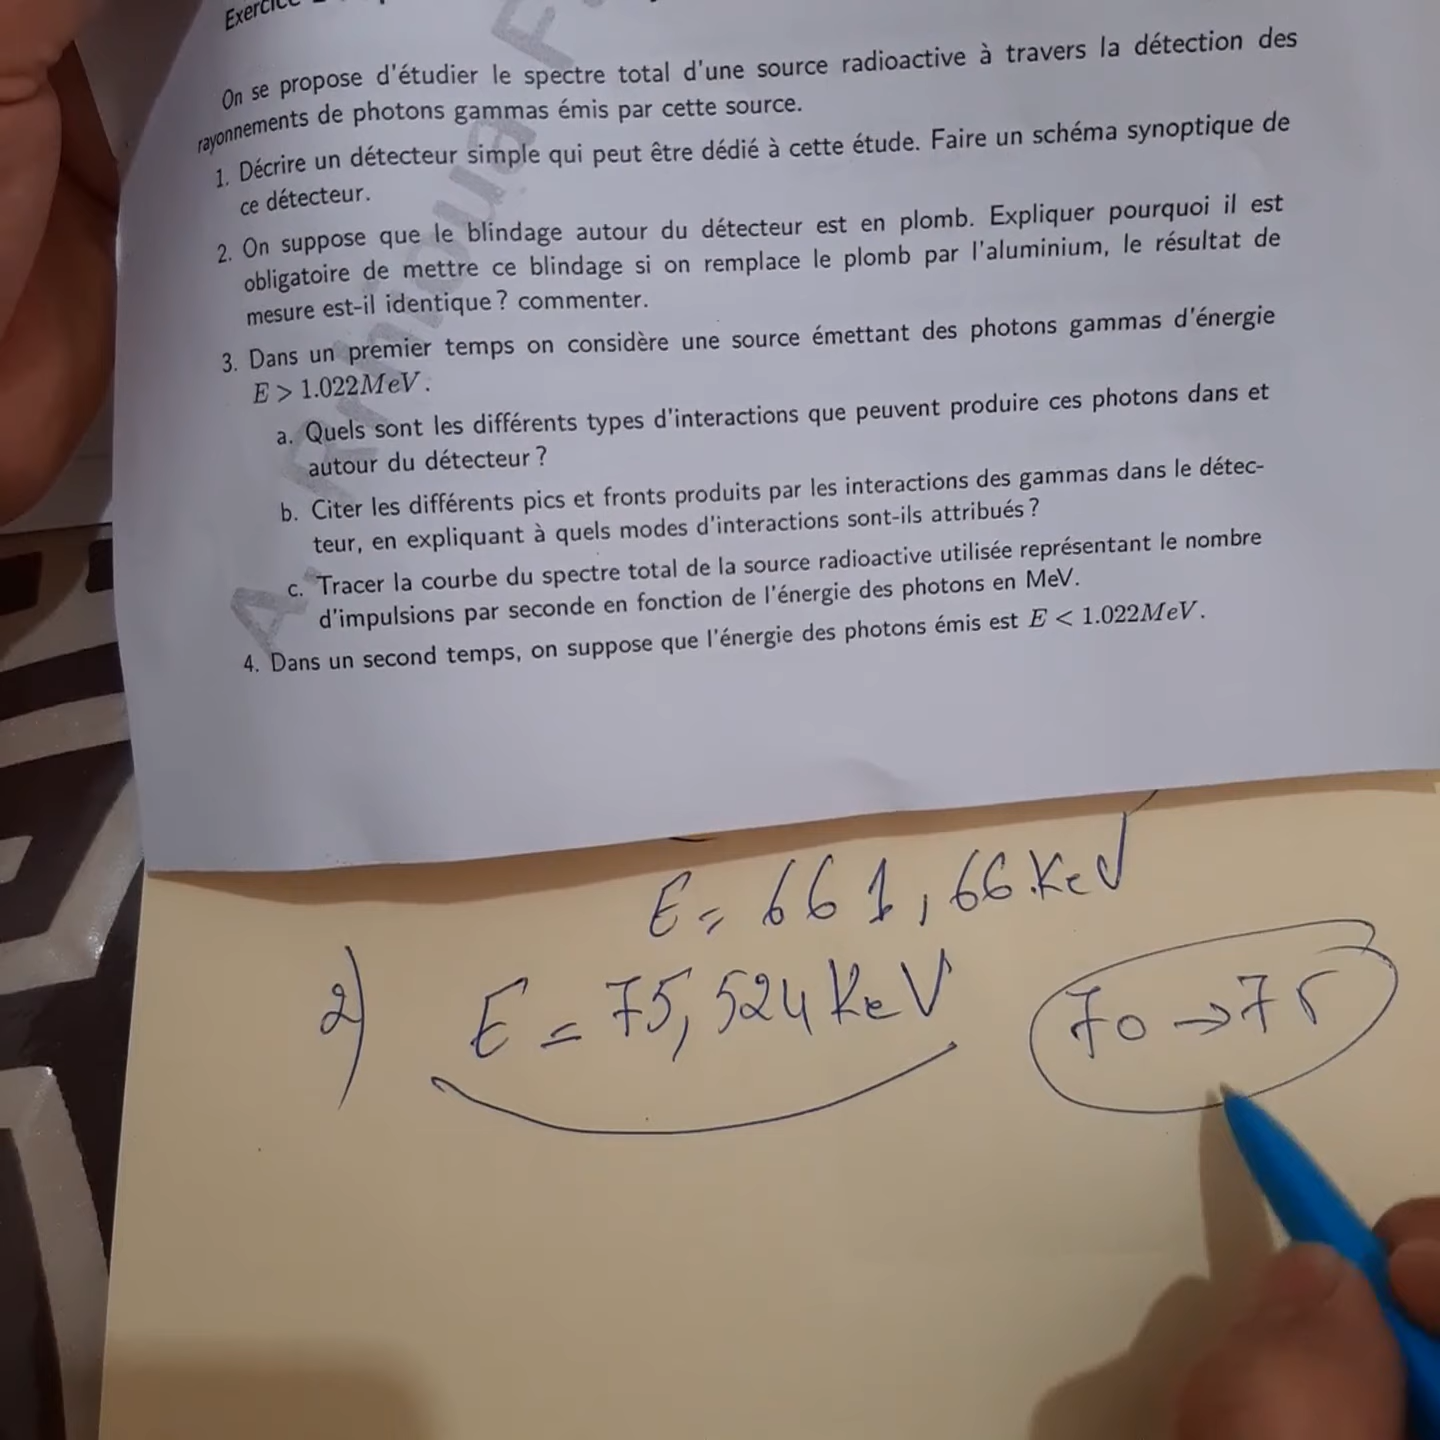 Exercice
On se propose d'étudier le spectre total d'une source radioactive à travers la détection des
rayonnements de photons gammas émis par cette source.
1. Décrire un détecteur simple qui peut être dédié à cette étude. Faire un schéma synoptique de
ce détecteur.
2. On suppose que le blindage autour du détecteur est en plomb. Expliquer pourquoi il est
obligatoire de mettre ce blindage si on remplace le plomb par l'aluminium, le résultat de
mesure est-il identique ? commenter.
3. Dans un premier temps on considère une source émettant des photons gammas d'énergie
E > 1.022MeV.
a. Quels sont les différents types d'interactions que peuvent produire ces photons dans et
autour du détecteur ?
b. Citer les différents pics et fronts produits par les interactions des gammas dans le détec-
teur, en expliquant à quels modes d'interactions sont-ils attribués ?
c. Tracer la courbe du spectre total de la source radioactive utilisée représentant le nombre
d'impulsions par seconde en fonction de l'énergie des photons en MeV.
4. Dans un second temps, on suppose que l'énergie des photons émis est E < 1.022MeV.
E = 661,66 KeV
2) E = 75,524 KeV 70 → 75